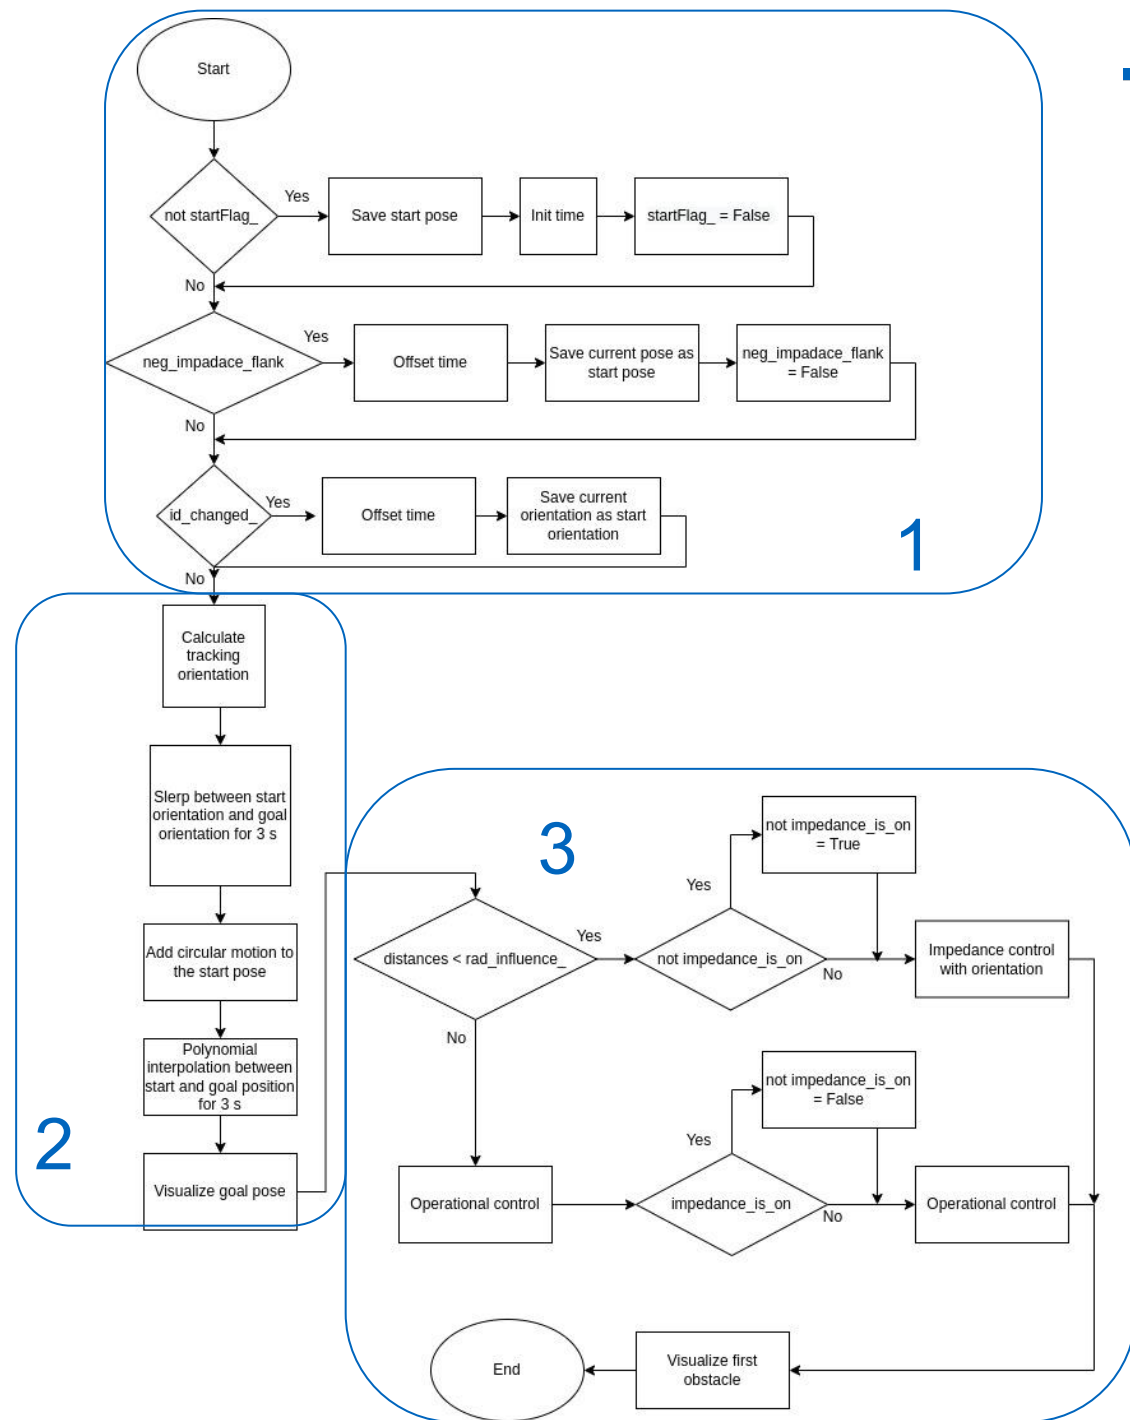 Start
not startFlag_
Yes
Save start pose
Init time
startFlag_ = False
No
neg_impadace_flank
Yes
Offset time
Save current pose as
start pose
neg_impadace_flank
= False
No
id_changed_
Yes
Offset time
Save current
orientation as start
orientation
1
No
Calculate
tracking
orientation
Slerp between start
orientation and goal
orientation for 3 s
Add circular motion to
the start pose
Polynomial
interpolation between
start and goal position
for 3 s
2
Visualize goal pose
3
not impedance_is_on
= True
Yes
distances < rad_influence_
Yes
not impedance_is_on
No
Impedance control
with orientation
No
not impedance_is_on
= False
Yes
Operational control
impedance_is_on
No
Operational control
End
Visualize first
obstacle